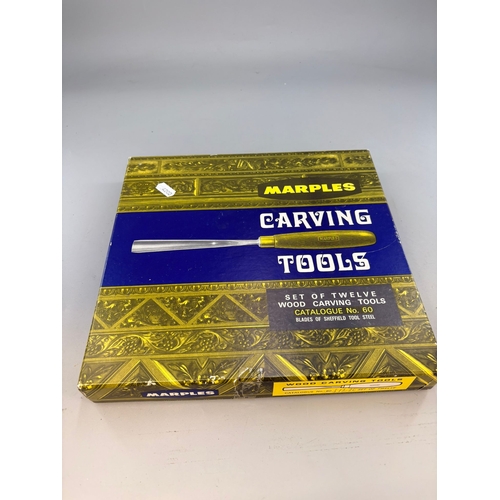 MARPLES
CARVING
TOOLS
SET OF TWELVE
WOOD CARVING TOOLS
CATALOGUE No. 60
BLADES OF SHEFFIELD TOOL STEEL
MARPLES
WOOD CARVING TOOLS